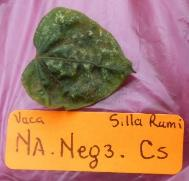 Vaca Silla Rumi
NA. Neg3. Cs